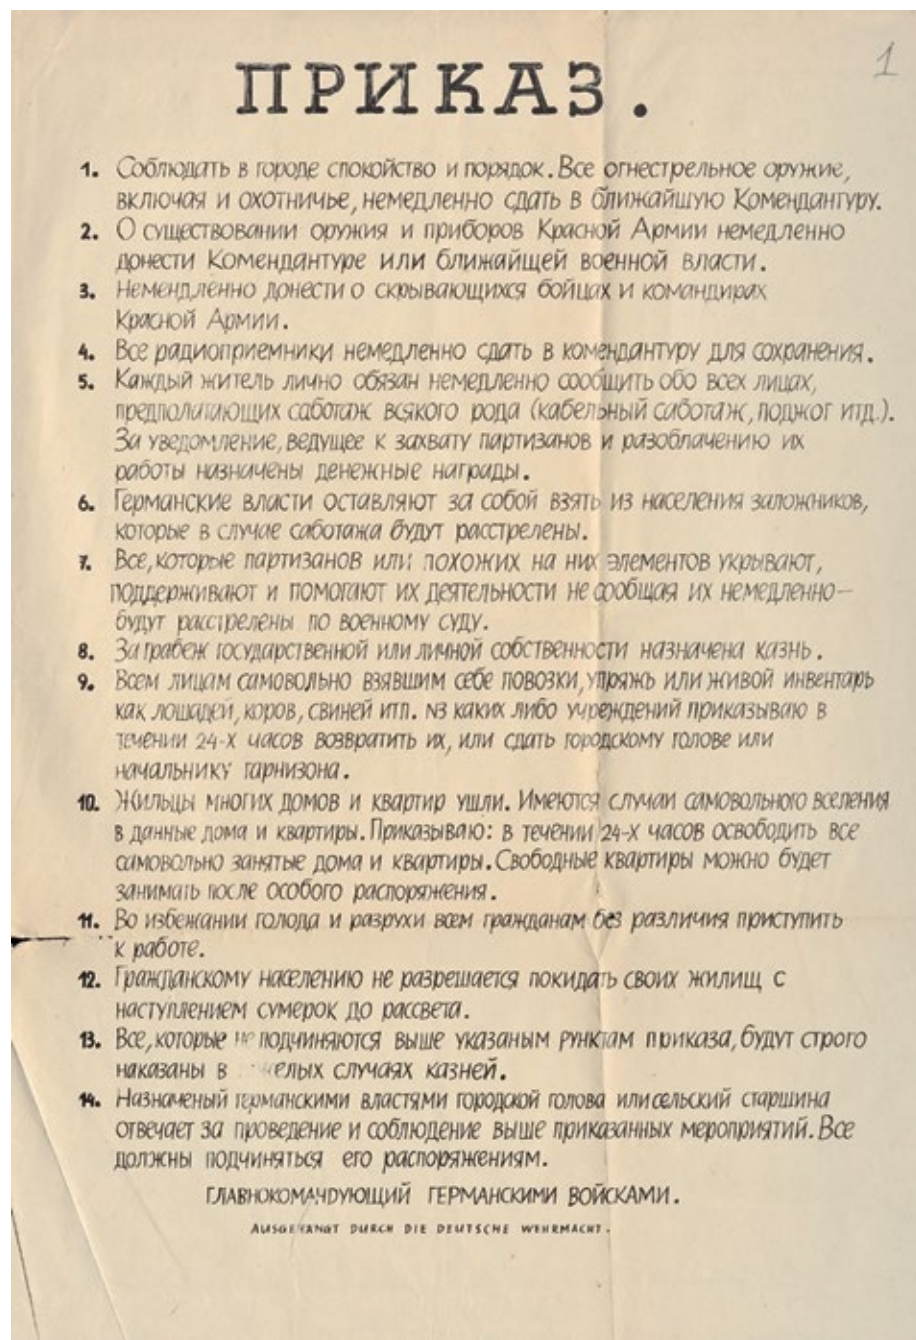 1
ПРИКАЗ.
1. Соблюдать в городе спокойство и порядок. Все огнестрельное оружие,
включая и охотничье, немедленно сдать в ближайшую Комендантуру.
2. О существовании оружия и приборов Красной Армии немедленно
донести Комендантуре или ближайщей военной власти.
3. Немендленно донести о скрывающихся бойцах и командирах
Красной Армии.
4. Все радиоприемники немедленно сдать в комендантуру для сохранения.
5. Каждый житель лично обязан немедленно сообщить обо всех лицах,
предполагающих саботаж всякого рода (кабельный саботаж, поджог итд.).
За уведомление, ведущее к захвату партизанов и разоблачению их
работы назначены денежные награды.
6. Германские власти оставляют за собой взять из населения заложников,
которые в случае саботажа будут расстрелены.
7. Все, которые партизанов или похожих на них элементов укрывают,
поддерживают и помогают их деятельности не сообщая их немедленно—
будут расстрелены по военному суду.
8. За грабеж государственной или личной собственности назначена казнь.
9. Всем лицам самовольно взявшим себе повозки, упряжь или живой инвентарь
как лошадей, коров, свиней итп. из каких либо учреждений приказываю в
течении 24-х часов возвратить их, или сдать городскому голове или
начальнику гарнизона.
10. Жильцы многих домов и квартир ушли. Имеются случаи самовольного вселения
в данные дома и квартиры. Приказываю: в течении 24-х часов освободить все
самовольно занятые дома и квартиры. Свободные квартиры можно будет
занимать после особого распоряжения.
11. Во избежании голода и разрухи всем гражданам без различия приступить
к работе.
12. Гражданскому населению не разрешается покидать своих жилищ с
наступлением сумерок до рассвета.
13. Все, которые не подчиняются выше указаным рунктам приказа, будут строго
наказаны в случаях казней.
14. Назначеный германскими властями городской голова или сельский старшина
отвечает за проведение и соблюдение выше приказанных мероприятий. Все
должны подчиняться его распоряжениям.
ГЛАВНОКОМАНДУЮЩИЙ ГЕРМАНСКИМИ ВОЙСКАМИ.
DURCH DIE DEUTSCHE WEHRMACHT.